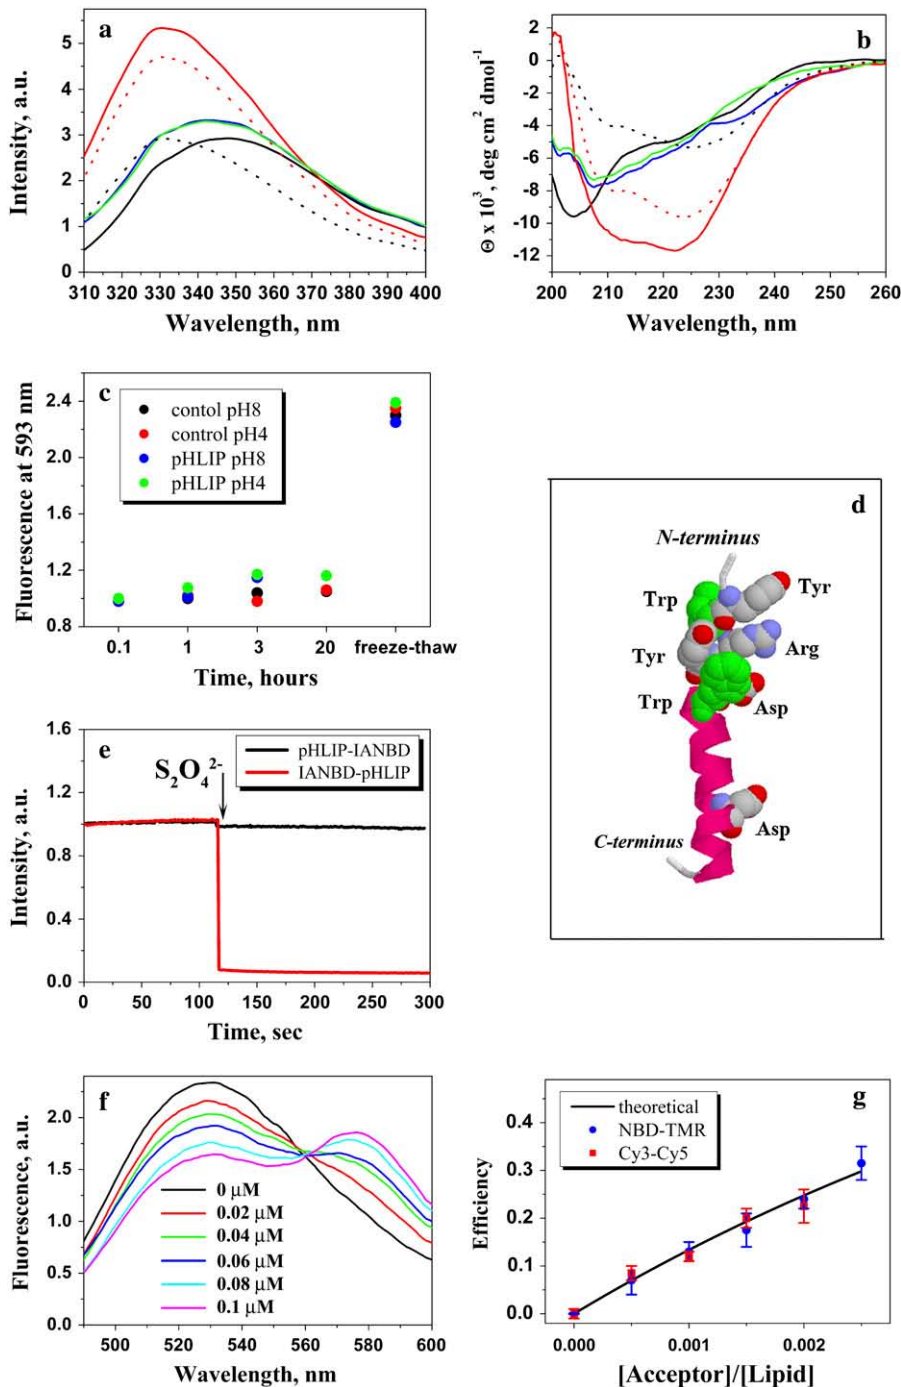 a
5
4
3
2
1
0
Intensity, a.u.
310 320 330 340 350 360 370 380 390 400
Wavelength, nm
b
2
0
-2
-4
-6
-8
-10
-12
Θ x 10³, deg cm² dmol⁻¹
200 210 220 230 240 250 260
Wavelength, nm
c
contol pH8
control pH4
pHLIP pH8
pHLIP pH4
2.4
2.0
1.6
1.2
0.8
Fluorescence at 593 nm
0.1 1 3 20 freeze-thaw
Time, hours
d
N-terminus
Trp
Tyr
Tyr
Arg
Trp
Asp
Asp
C-terminus
e
pHLIP-IANBD
IANBD-pHLIP
S₂O₄²⁻
1.6
1.2
0.8
0.4
0.0
Intensity, a.u.
0 50 100 150 200 250 300
Time, sec
f
0 μM
0.02 μM
0.04 μM
0.06 μM
0.08 μM
0.1 μM
2.0
1.5
1.0
0.5
0.0
Fluorescence, a.u.
500 520 540 560 580 600
Wavelength, nm
g
theoretical
NBD-TMR
Cy3-Cy5
0.4
0.3
0.2
0.1
0.0
Efficiency
0.000 0.001 0.002
[Acceptor]/[Lipid]